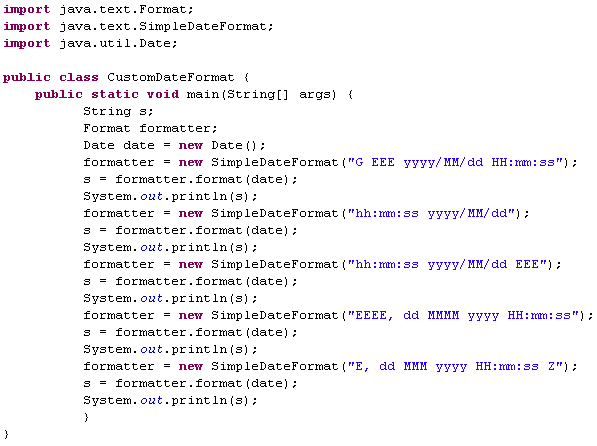 import java.text.Format;
import java.text.SimpleDateFormat;
import java.util.Date;

public class CustomDateFormat {
    public static void main(String[] args) {
          String s;
          Format formatter;
          Date date = new Date();
          formatter = new SimpleDateFormat("G EEE yyyy/MM/dd HH:mm:ss");
          s = formatter.format(date);
          System.out.println(s);
          formatter = new SimpleDateFormat("hh:mm:ss yyyy/MM/dd");
          s = formatter.format(date);
          System.out.println(s);
          formatter = new SimpleDateFormat("hh:mm:ss yyyy/MM/dd EEE");
          s = formatter.format(date);
          System.out.println(s);
          formatter = new SimpleDateFormat("EEEE, dd MMMM yyyy HH:mm:ss");
          s = formatter.format(date);
          System.out.println(s);
          formatter = new SimpleDateFormat("E, dd MMM yyyy HH:mm:ss Z");
          s = formatter.format(date);
          System.out.println(s);
          }
}